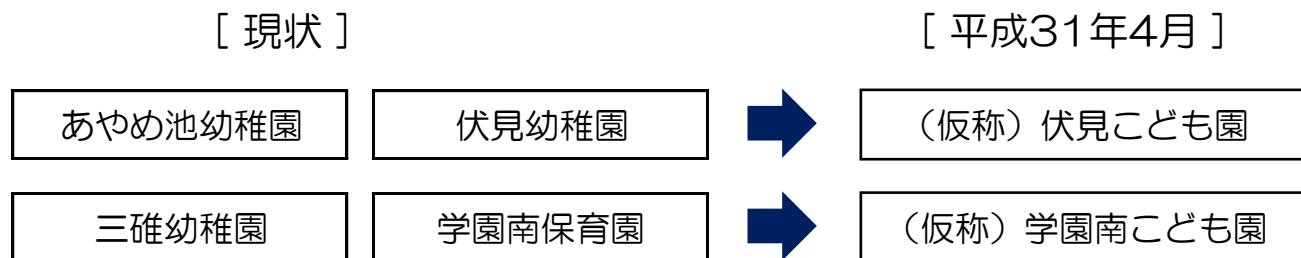 [ 現状 ] [ 平成31年4月 ]
あやめ池幼稚園 伏見幼稚園 （仮称）伏見こども園
三碓幼稚園 学園南保育園 （仮称）学園南こども園